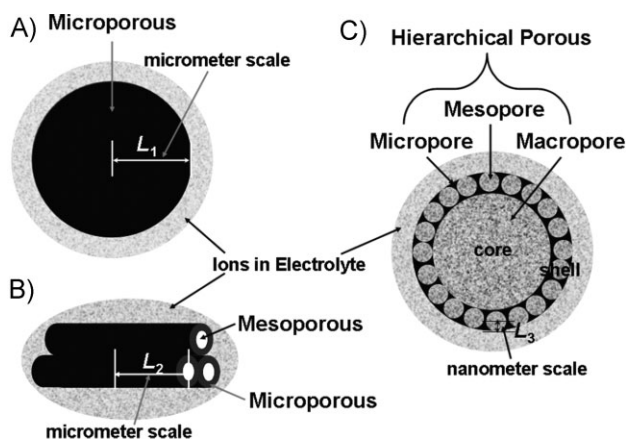 A)
Microporous
micrometer scale
L1
Ions in Electrolyte
B)
Mesoporous
L2
Microporous
micrometer scale
C)
Hierarchical Porous
Mesopore
Micropore
Macropore
core
shell
L3
nanometer scale